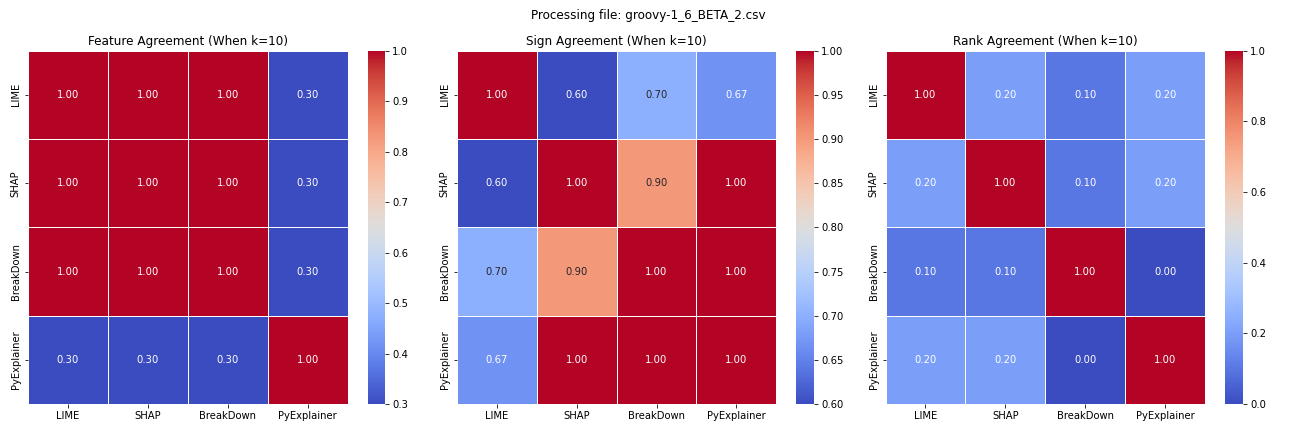 Processing file: groovy-1_6_BETA_2.csv
Feature Agreement (When k=10)
LIME
SHAP
BreakDown
PyExplainer
1.00 1.00 1.00 0.30
1.00 1.00 1.00 0.30
1.00 1.00 1.00 0.30
0.30 0.30 0.30 1.00
LIME SHAP BreakDown PyExplainer
1.0
0.9
0.8
0.7
0.6
0.5
0.4
0.3
Sign Agreement (When k=10)
LIME
SHAP
BreakDown
PyExplainer
1.00 0.60 0.70 0.67
0.60 1.00 0.90 1.00
0.70 0.90 1.00 1.00
0.67 1.00 1.00 1.00
LIME SHAP BreakDown PyExplainer
1.00
0.95
0.90
0.85
0.80
0.75
0.70
0.65
0.60
Rank Agreement (When k=10)
LIME
SHAP
BreakDown
PyExplainer
1.00 0.20 0.10 0.20
0.20 1.00 0.10 0.20
0.10 0.10 1.00 0.00
0.20 0.20 0.00 1.00
LIME SHAP BreakDown PyExplainer
1.0
0.8
0.6
0.4
0.2
0.0